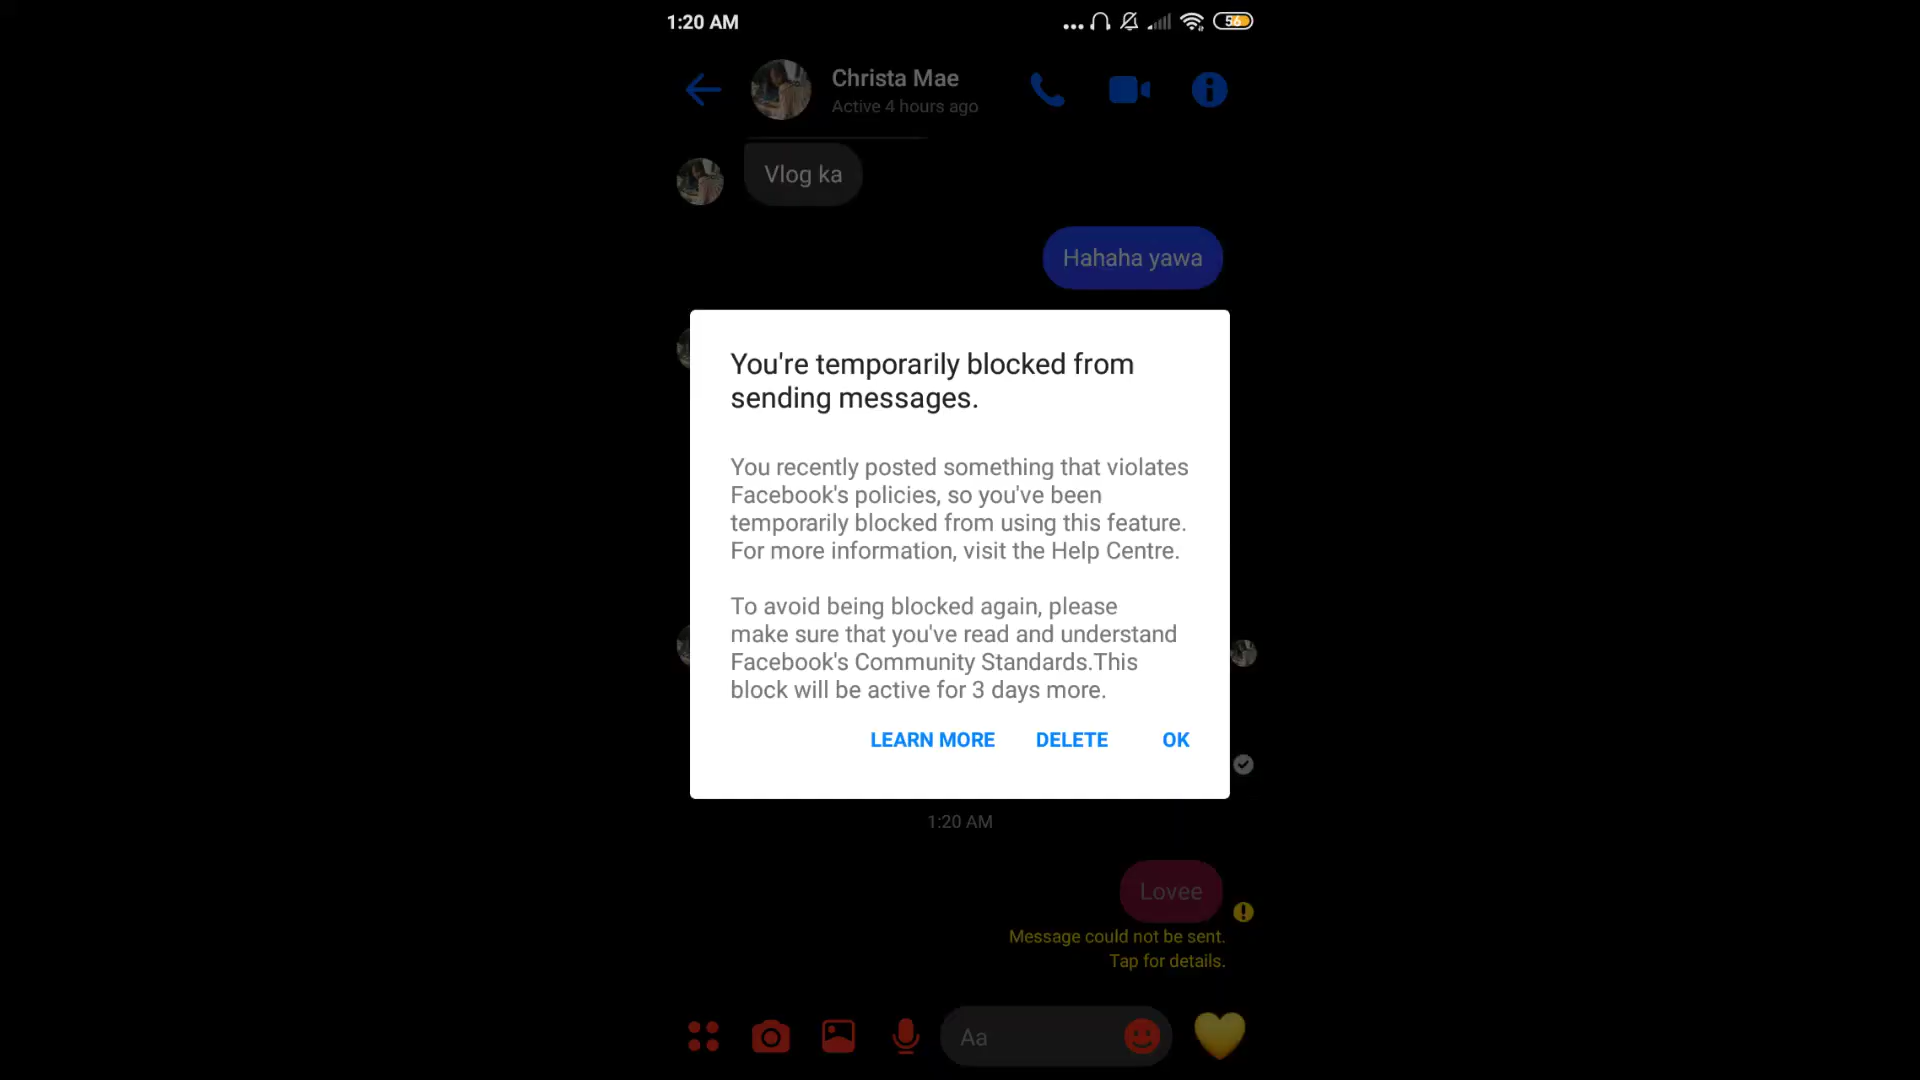 1:20 AM
56
Christa Mae
Active 4 hours ago
Vlog ka
Hahaha yawa
You're temporarily blocked from
sending messages.
You recently posted something that violates
Facebook's policies, so you've been
temporarily blocked from using this feature.
For more information, visit the Help Centre.
To avoid being blocked again, please
make sure that you've read and understand
Facebook's Community Standards.This
block will be active for 3 days more.
LEARN MORE DELETE OK
1:20 AM
Lovee
Message could not be sent.
Tap for details.
Aa